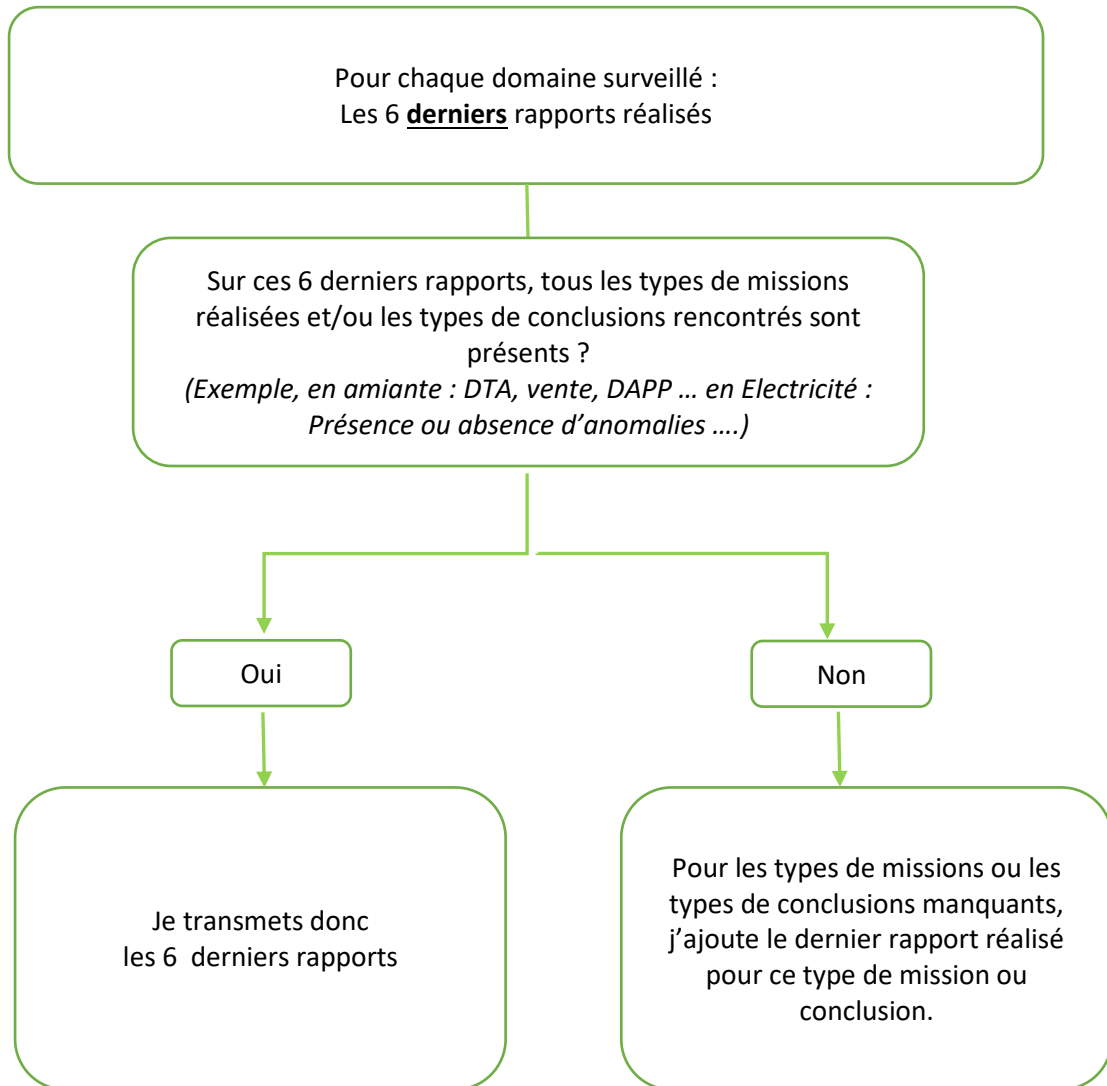 Pour chaque domaine surveillé :
Les 6 derniers rapports réalisés
Sur ces 6 derniers rapports, tous les types de missions
réalisées et/ou les types de conclusions rencontrés sont
présents ?
(Exemple, en amiante : DTA, vente, DAPP ... en Electricité :
Présence ou absence d’anomalies ....)
Oui
Non
Je transmets donc
les 6 derniers rapports
Pour les types de missions ou les
types de conclusions manquants,
j’ajoute le dernier rapport réalisé
pour ce type de mission ou
conclusion.